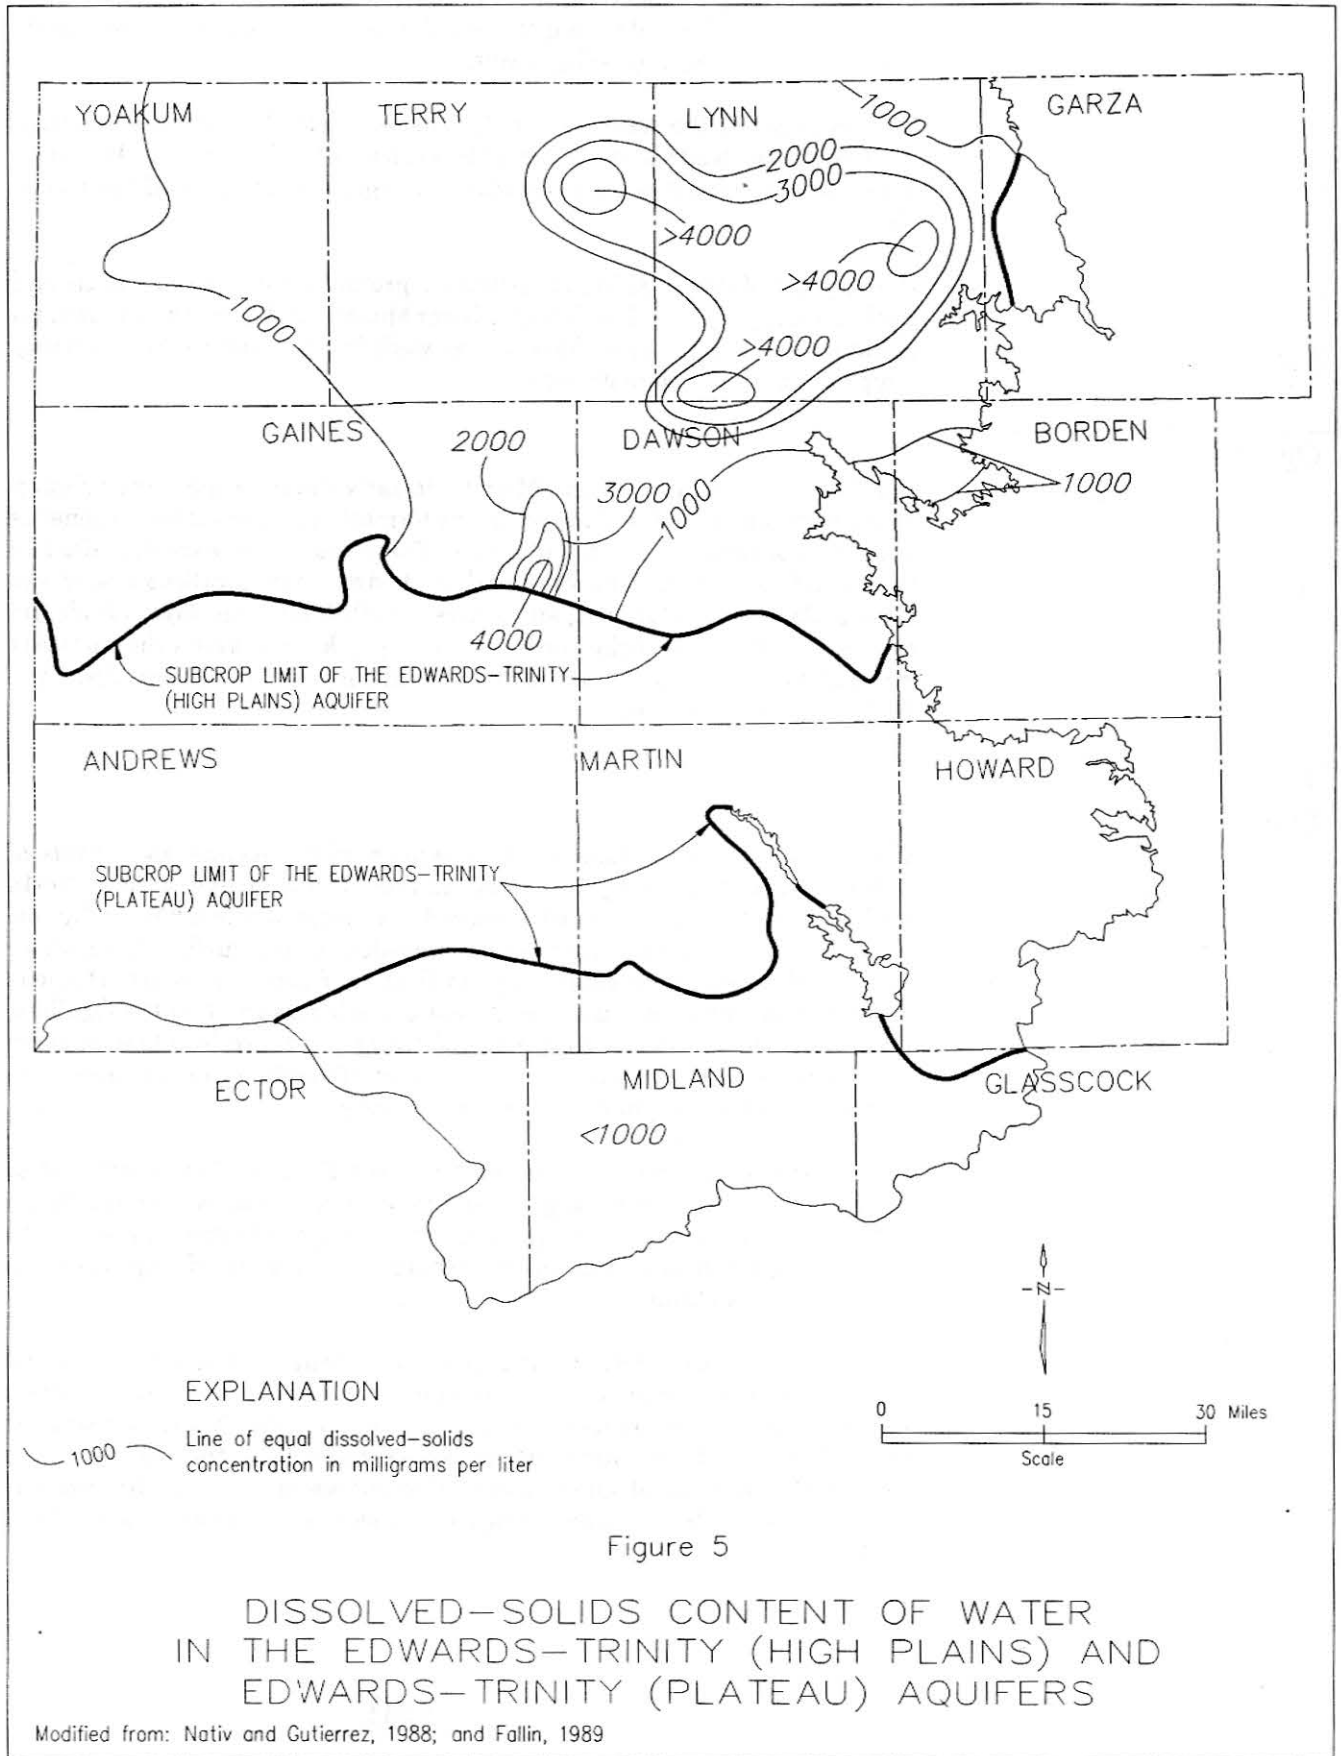 YOAKUM
TERRY
LYNN
GARZA
1000
2000
3000
>4000
>4000
>4000
1000
GAINES
2000
DAWSON
BORDEN
3000
1000
1000
4000
SUBCROP LIMIT OF THE EDWARDS-TRINITY
(HIGH PLAINS) AQUIFER
ANDREWS
MARTIN
HOWARD
SUBCROP LIMIT OF THE EDWARDS-TRINITY
(PLATEAU) AQUIFER
ECTOR
MIDLAND
GLASSCOCK
<1000
N
EXPLANATION
1000
Line of equal dissolved-solids
concentration in milligrams per liter
0 15 30 Miles
Scale
Figure 5
DISSOLVED-SOLIDS CONTENT OF WATER
IN THE EDWARDS-TRINITY (HIGH PLAINS) AND
EDWARDS-TRINITY (PLATEAU) AQUIFERS
Modified from: Nativ and Gutierrez, 1988; and Fallin, 1989